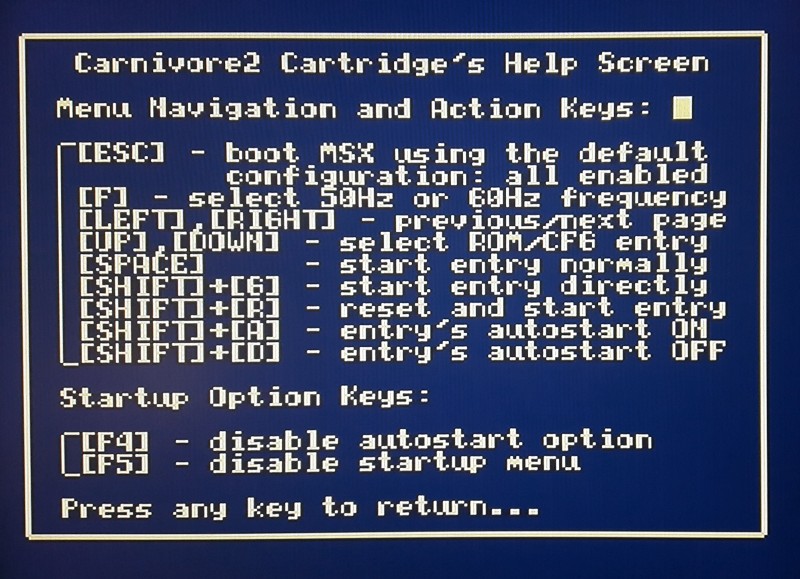 Carnivore2 Cartridge's Help Screen
Menu Navigation and Action Keys:
[ESC] - boot MSX using the default
configuration: all enabled
[F] - select 50Hz or 60Hz frequency
[LEFT],[RIGHT] - previous/next page
[UP],[DOWN] - select ROM/CFG entry
[SPACE] - start entry normally
[SHIFT]+[G] - start entry directly
[SHIFT]+[R] - reset and start entry
[SHIFT]+[A] - entry's autostart ON
[SHIFT]+[D] - entry's autostart OFF
Startup Option Keys:
[F4] - disable autostart option
[F5] - disable startup menu
Press any key to return...